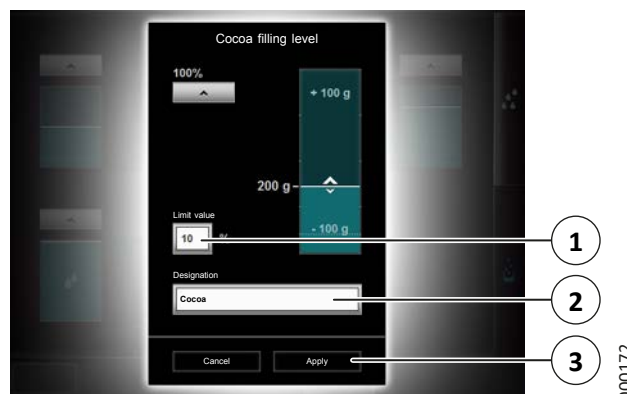 Cocoa filling level
100%
+ 100 g
200 g
- 100 g
Limit value
10 %
1
Designation
Cocoa
2
Cancel Apply
3